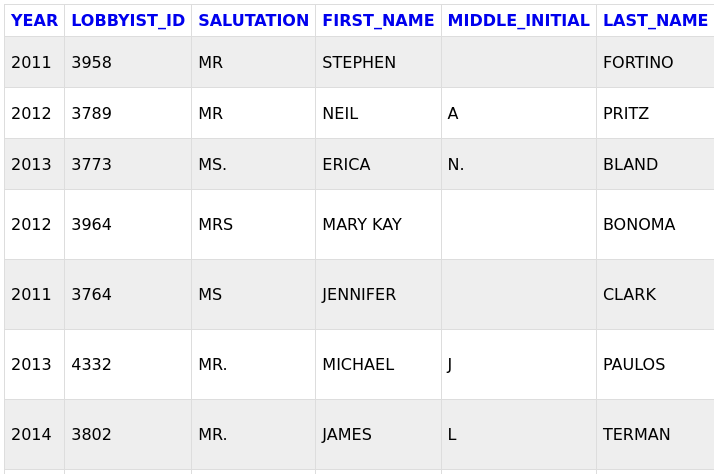 YEAR LOBBYIST_ID SALUTATION FIRST_NAME MIDDLE_INITIAL LAST_NAME
2011 3958 MR STEPHEN FORTINO
2012 3789 MR NEIL A PRITZ
2013 3773 MS. ERICA N. BLAND
2012 3964 MRS MARY KAY BONOMA
2011 3764 MS JENNIFER CLARK
2013 4332 MR. MICHAEL J PAULOS
2014 3802 MR. JAMES L TERMAN